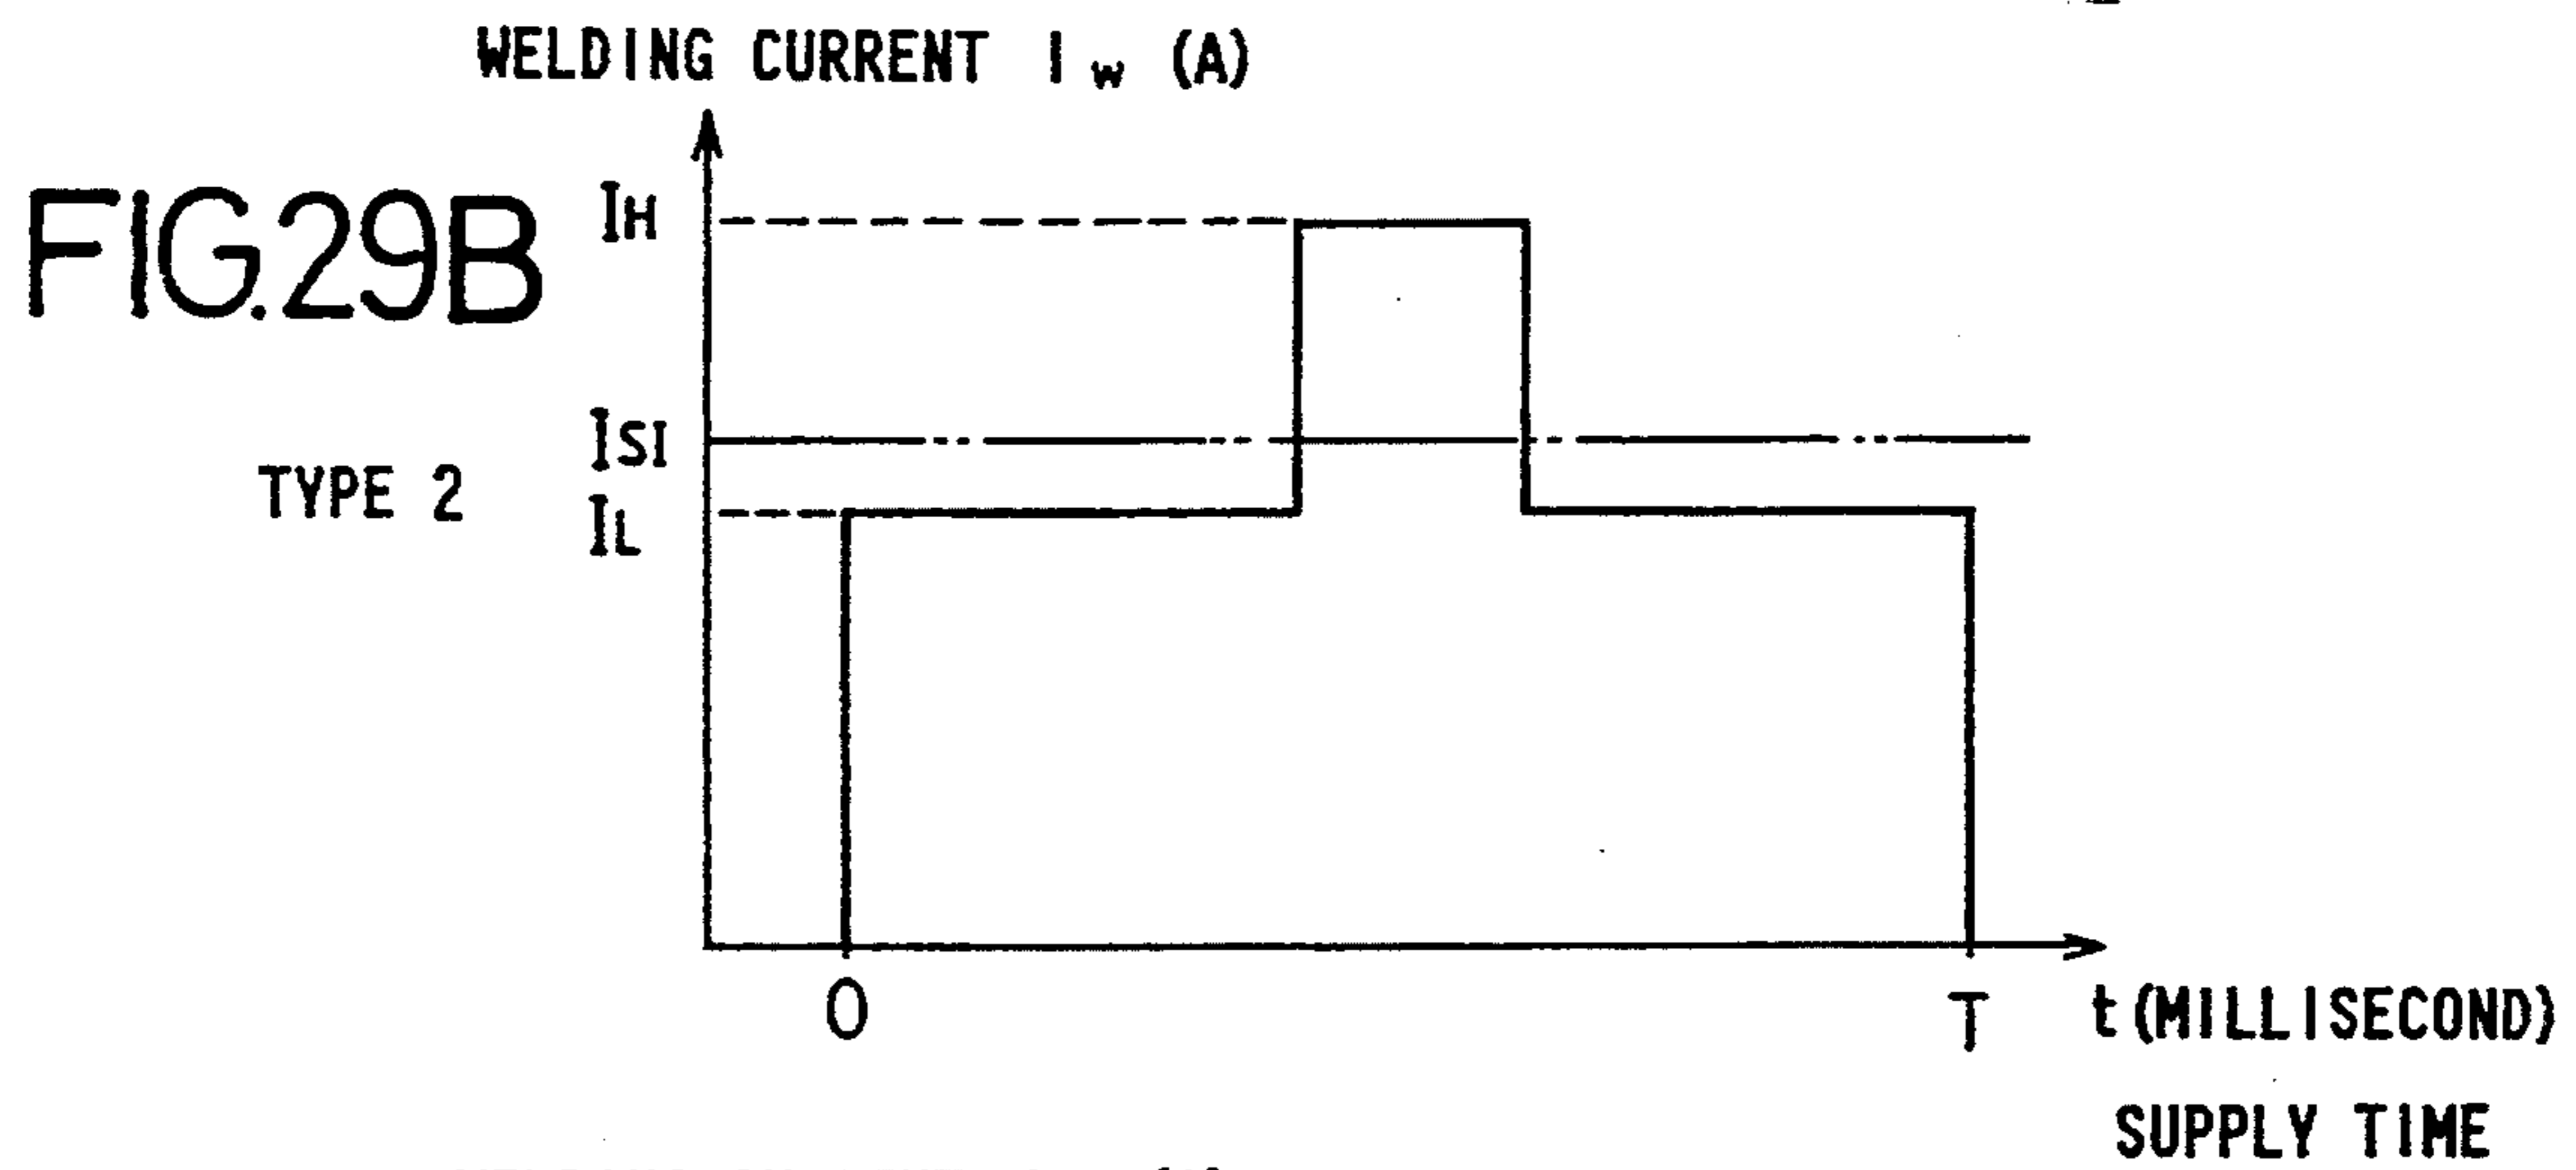 WELDING CURRENT Iw (A)
FIG.29B
TYPE 2
IH
ISI
IL
0
T
t (MILLISECOND)
SUPPLY TIME